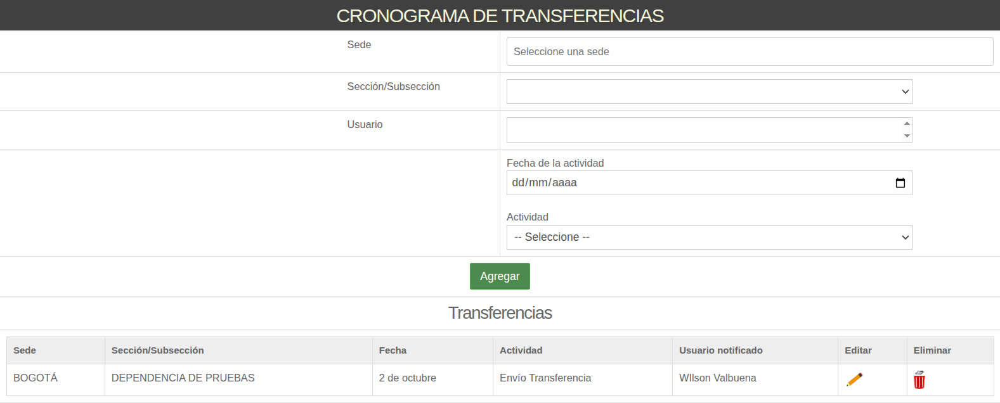 CRONOGRAMA DE TRANSFERENCIAS
Sede
Seleccione una sede
Sección/Subsección
Usuario
Fecha de la actividad
dd/mm/aaaa
Actividad
-- Seleccione --
Agregar
Transferencias
Sede Sección/Subsección Fecha Actividad Usuario notificado Editar Eliminar
BOGOTÁ DEPENDENCIA DE PRUEBAS 2 de octubre Envío Transferencia WIlson Valbuena